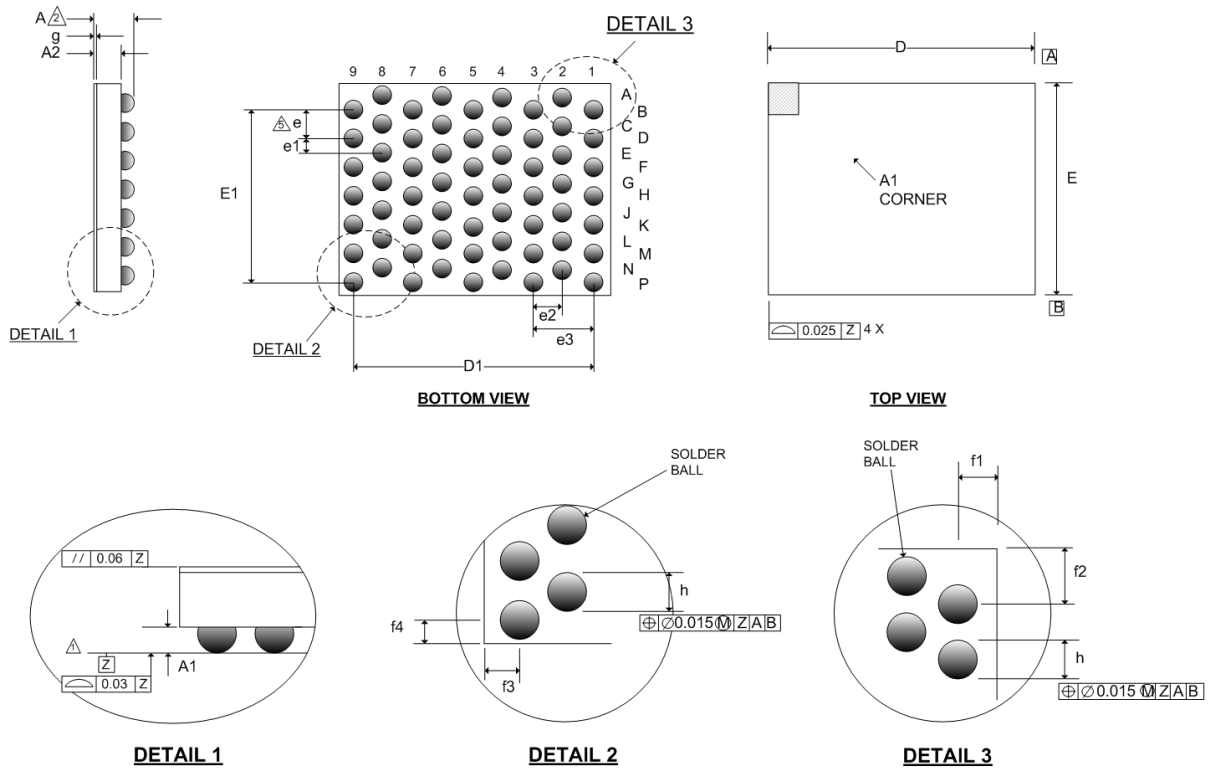 A 2
g
A2
DETAIL 1
DETAIL 3
9 8 7 6 5 4 3 2 1
A
B
C
D
E
F
G
H
J
K
L
M
N
P
5 e
e1
E1
e2
e3
D1
DETAIL 2
BOTTOM VIEW
D
A
E
A1
CORNER
B
0.025 Z 4 X
TOP VIEW
// 0.06 Z
1
Z
A1
0.03 Z
DETAIL 1
SOLDER
BALL
h
⌖ ∅0.015 Ⓜ Z A B
f4
f3
DETAIL 2
SOLDER
BALL
f1
f2
h
⌖ ∅0.015 Ⓜ Z A B
DETAIL 3